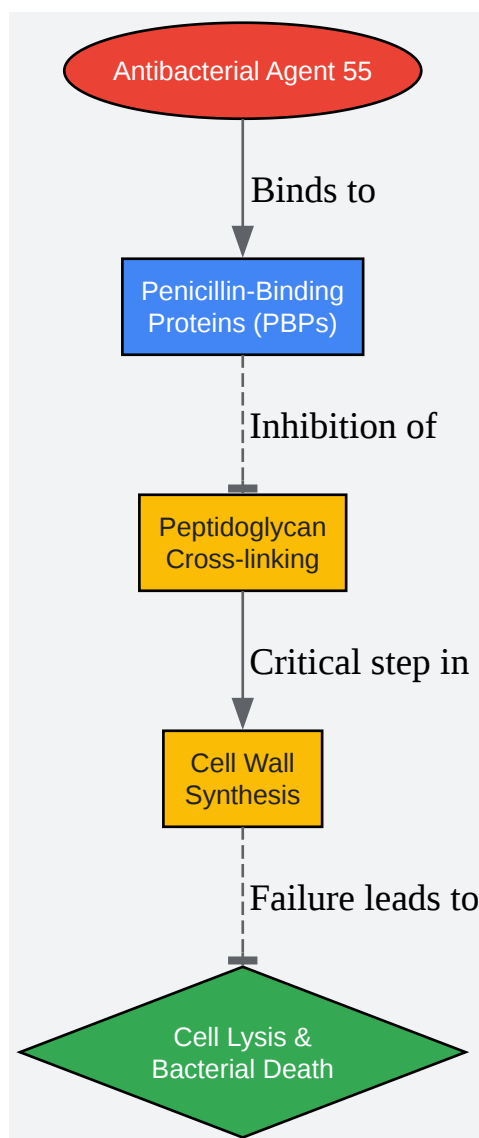 Antibacterial Agent 55
Binds to
Penicillin-Binding
Proteins (PBPs)
Inhibition of
Peptidoglycan
Cross-linking
Critical step in
Cell Wall
Synthesis
Failure leads to
Cell Lysis &
Bacterial Death